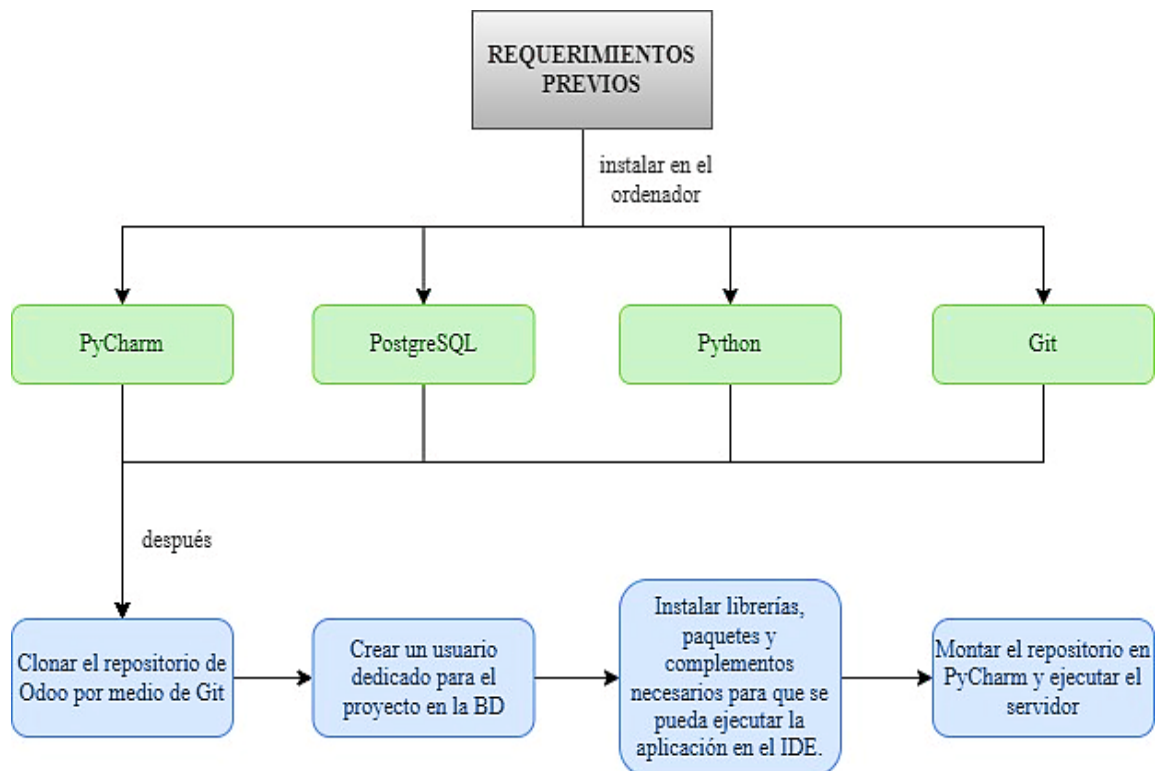 REQUERIMIENTOS
PREVIOS
instalar en el
ordenador
PyCharm
PostgreSQL
Python
Git
después
Clonar el repositorio de
Odoo por medio de Git
Crear un usuario
dedicado para el
proyecto en la BD
Instalar librerías,
paquetes y
complementos
necesarios para que se
pueda ejecutar la
aplicación en el IDE.
Montar el repositorio en
PyCharm y ejecutar el
servidor